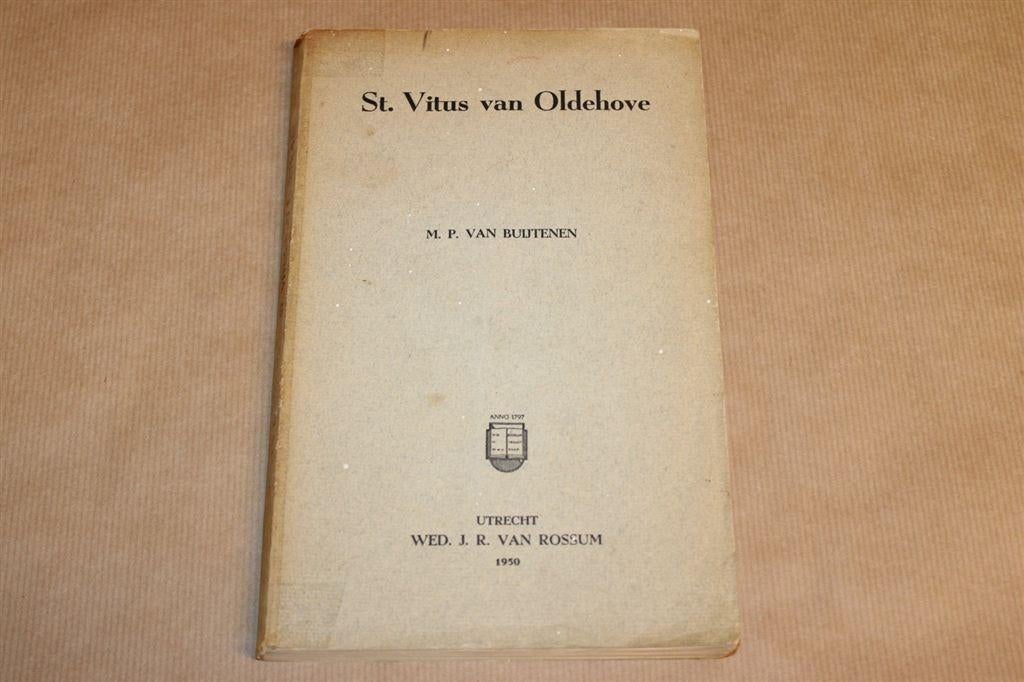 St. Vitus van Oldehove
M. P. VAN BUIJTENEN
ANNO 1797
UTRECHT
WED. J. R. VAN ROSSUM
1950